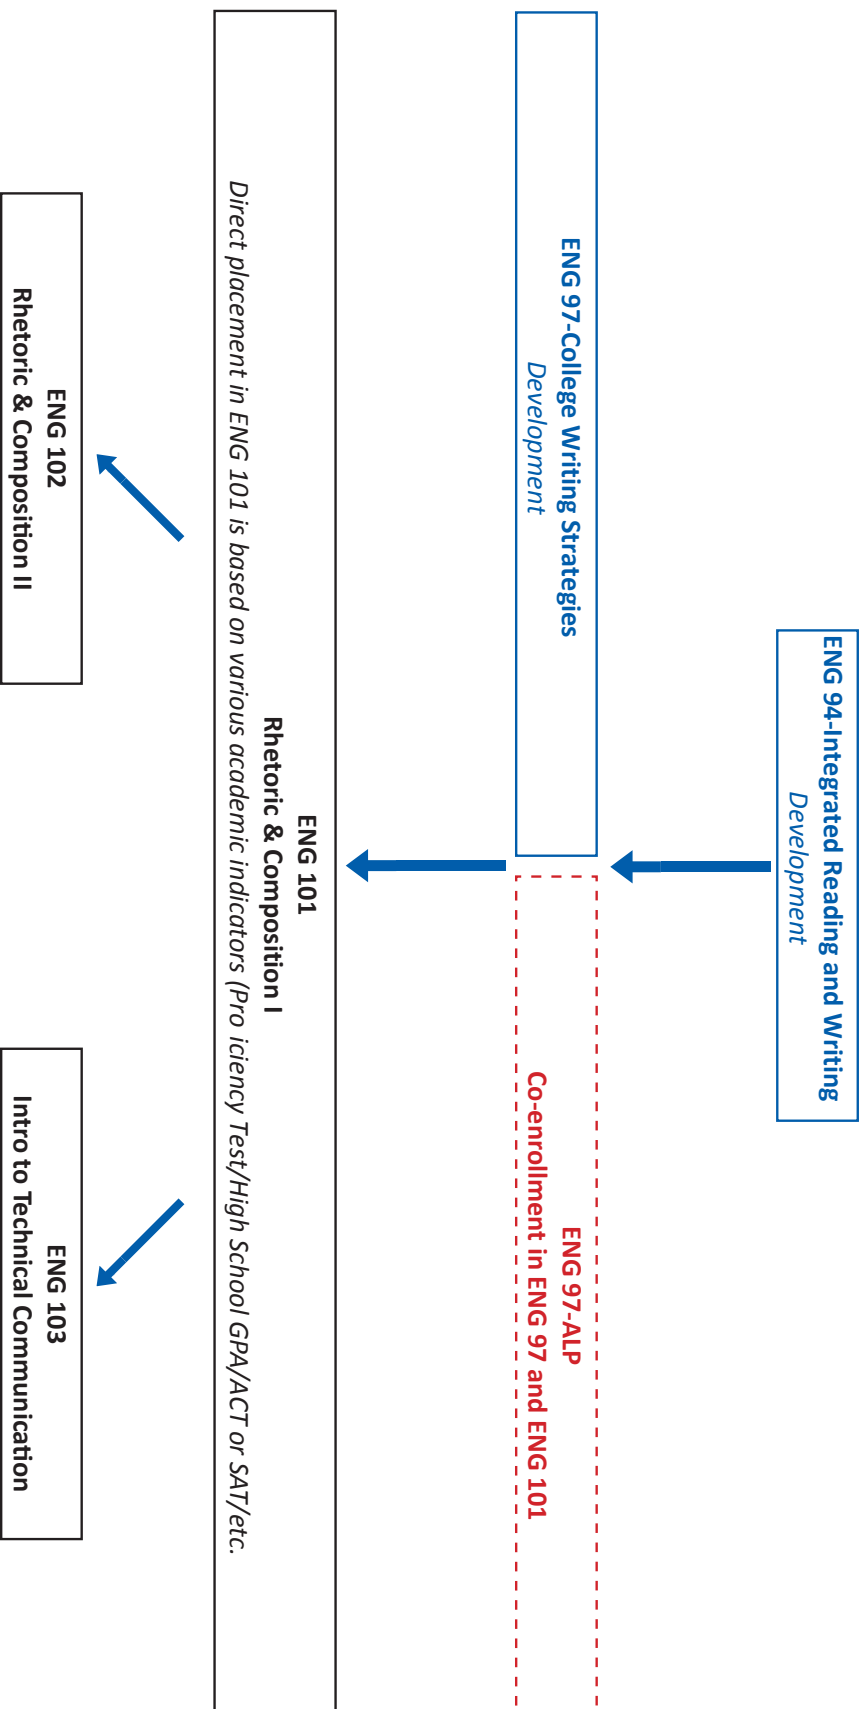 ENG 94-Integrated Reading and Writing
Development
ENG 97-College Writing Strategies
Development
ENG 97-ALP
Co-enrollment in ENG 97 and ENG 101
ENG 101
Rhetoric & Composition I
Direct placement in ENG 101 is based on various academic indicators (Pro iciency Test/High School GPA/ACT or SAT/etc.
ENG 102
Rhetoric & Composition II
ENG 103
Intro to Technical Communication